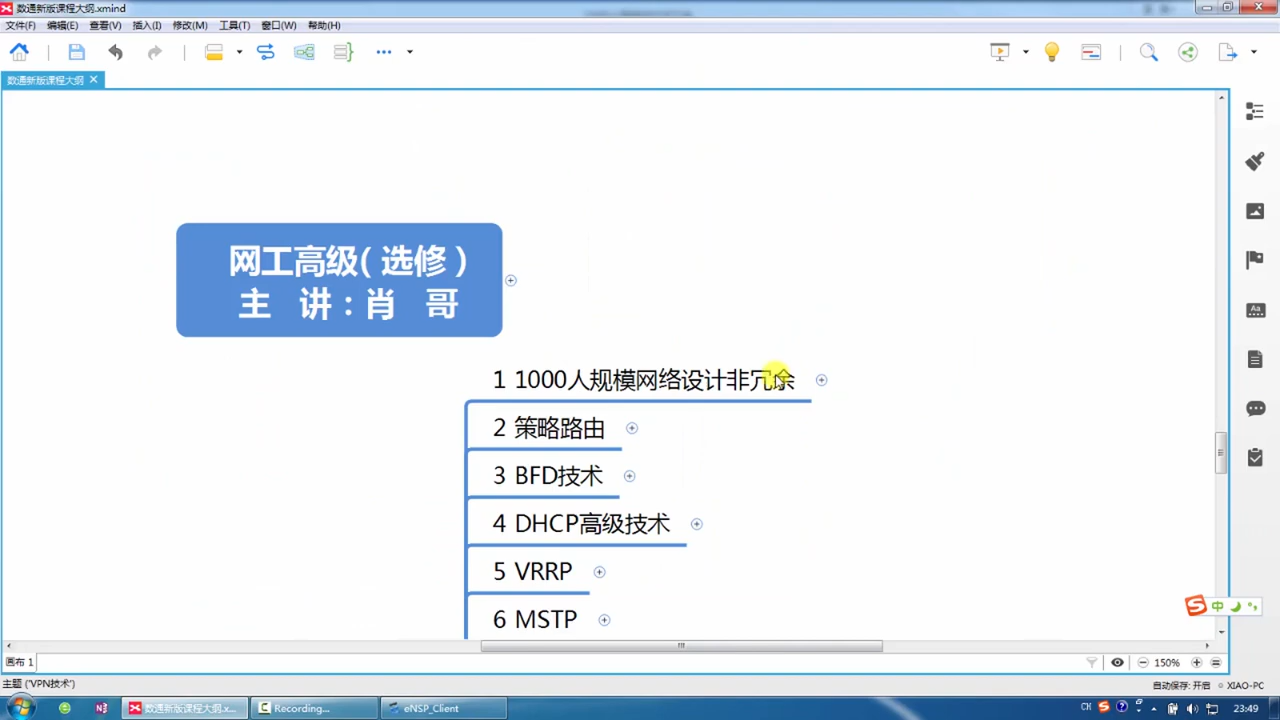 数通新版课程大纲.xmind
文件(F) 编辑(E) 查看(V) 插入(I) 修改(M) 工具(T) 窗口(W) 帮助(H)
数通新版课程大纲
网工高级(选修)
主 讲：肖 哥
1 1000人规模网络设计非冗余
2 策略路由
3 BFD技术
4 DHCP高级技术
5 VRRP
6 MSTP
中
画布 1
150%
主题 ('VPN技术')
自动保存: 开启 XIAO-PC
数通新版课程大纲.x...
Recording...
eNSP_Client
CH
23:49